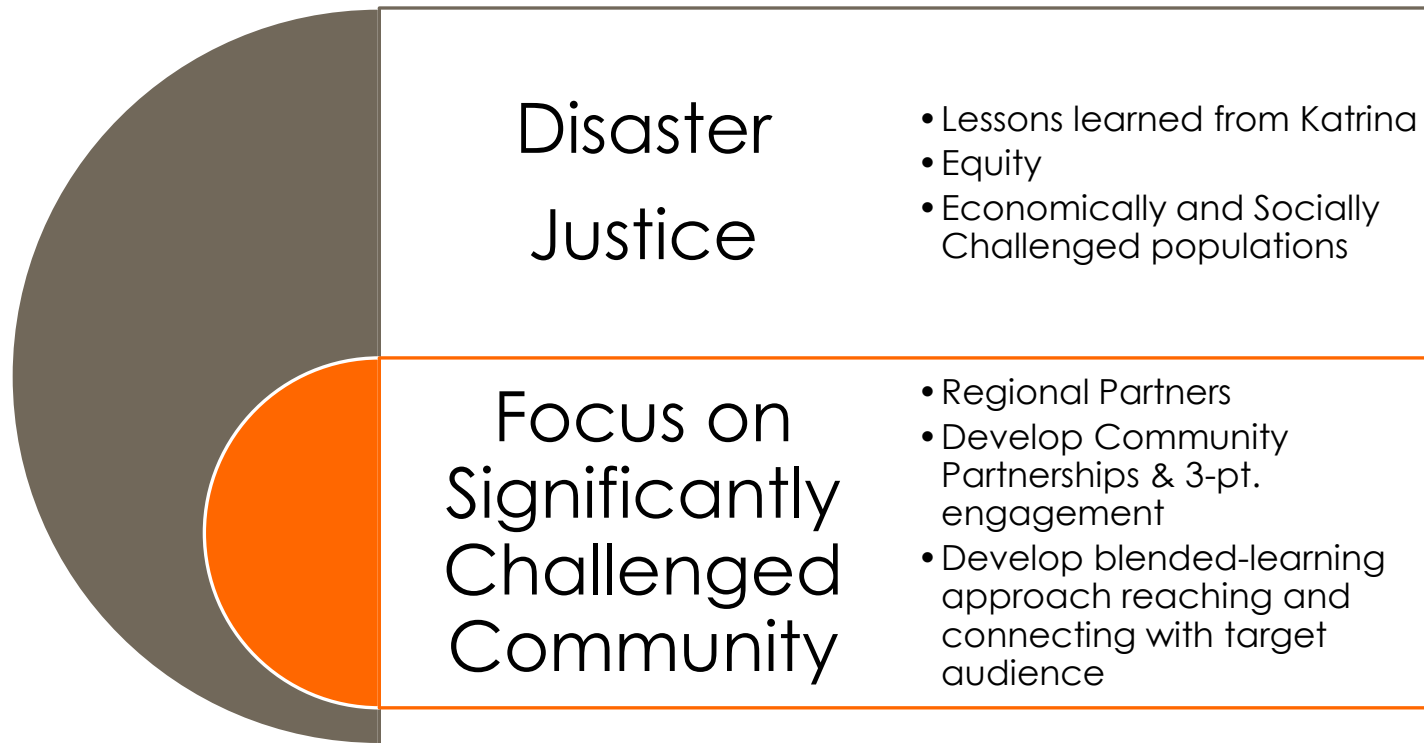 Disaster
Justice
•Lessons learned from Katrina
•Equity
•Economically and Socially
Challenged populations
Focus on
Significantly
Challenged
Community
•Regional Partners
•Develop Community
Partnerships & 3-pt.
engagement
•Develop blended-learning
approach reaching and
connecting with target
audience